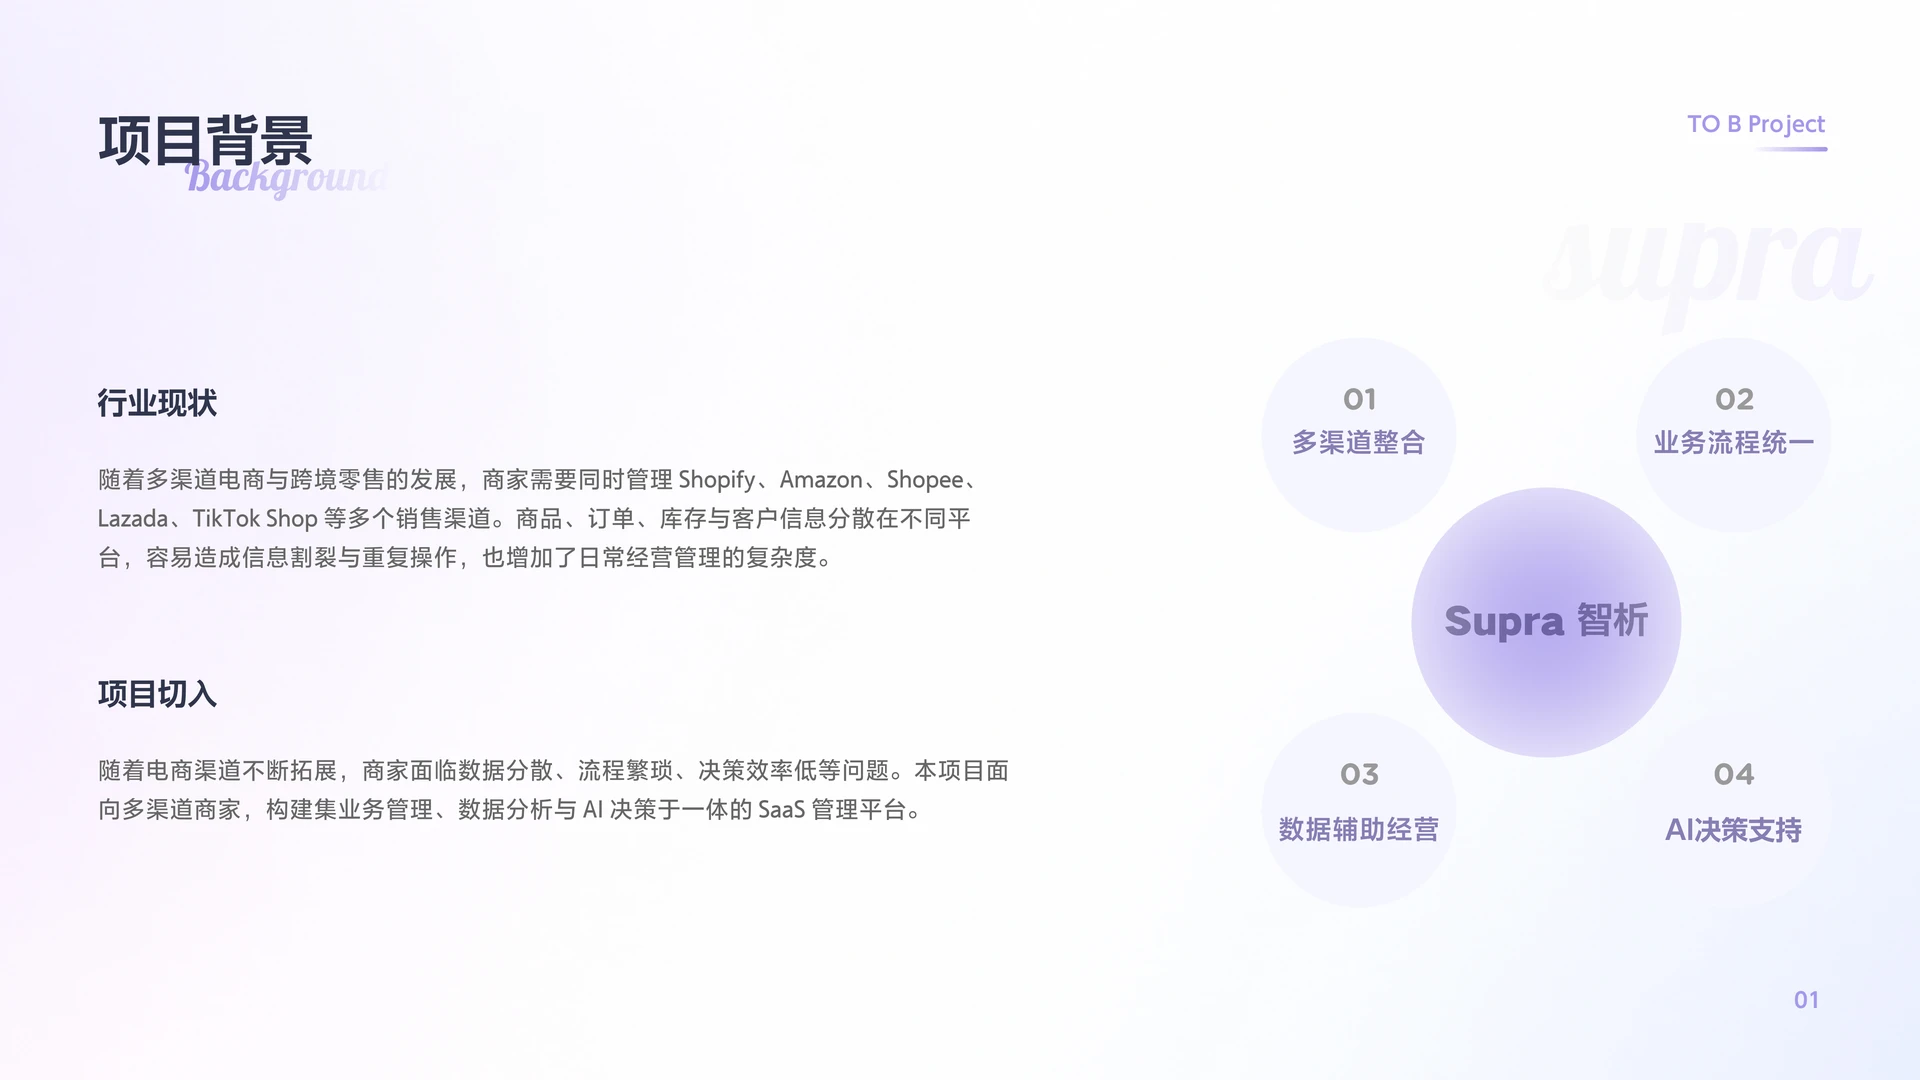 项目背景
Background
TO B Project
supra
行业现状
随着多渠道电商与跨境零售的发展，商家需要同时管理 Shopify、Amazon、Shopee、
Lazada、TikTok Shop 等多个销售渠道。商品、订单、库存与客户信息分散在不同平
台，容易造成信息割裂与重复操作，也增加了日常经营管理的复杂度。
项目切入
随着电商渠道不断拓展，商家面临数据分散、流程繁琐、决策效率低等问题。本项目面
向多渠道商家，构建集业务管理、数据分析与 AI 决策于一体的 SaaS 管理平台。
01
多渠道整合
02
业务流程统一
Supra 智析
03
数据辅助经营
04
AI决策支持
01